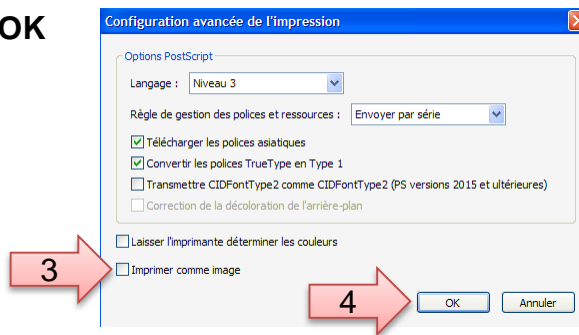 OK
Configuration avancée de l'impression
Options PostScript
Langage : Niveau 3
Règle de gestion des polices et ressources : Envoyer par série
Télécharger les polices asiatiques
Convertir les polices TrueType en Type 1
Transmettre CIDFontType2 comme CIDFontType2 (PS versions 2015 et ultérieures)
Correction de la décoloration de l'arrière-plan
Laisser l'imprimante déterminer les couleurs
3 Imprimer comme image
4 OK Annuler